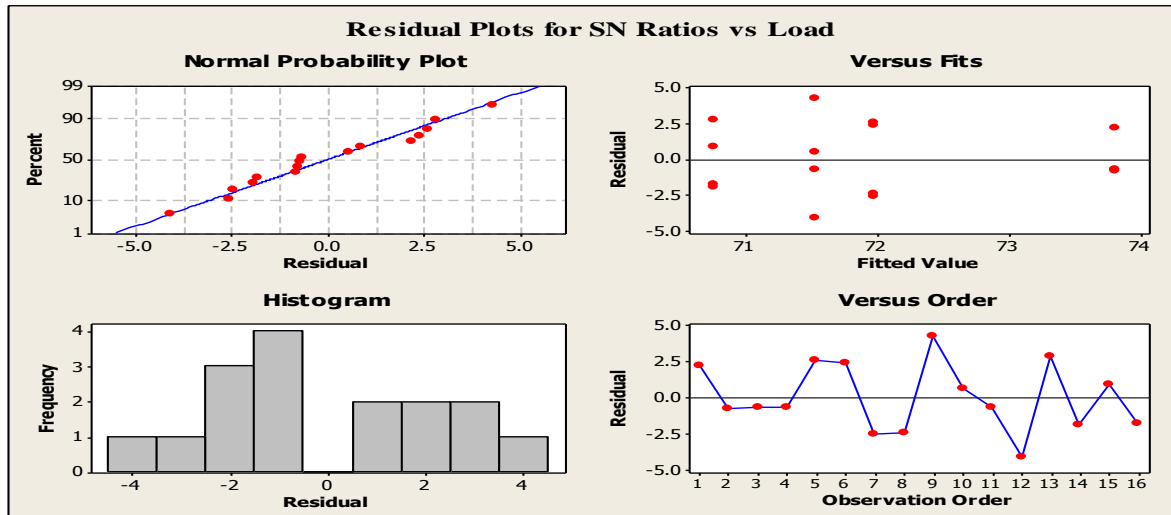 Residual Plots for SN Ratios vs Load
Normal Probability Plot
Percent
99
90
50
10
1
-5.0 -2.5 0.0 2.5 5.0
Residual
Versus Fits
Residual
5.0
2.5
0.0
-2.5
-5.0
71 72 73 74
Fitted Value
Histogram
Frequency
4
3
2
1
0
-4 -2 0 2 4
Residual
Versus Order
Residual
5.0
2.5
0.0
-2.5
-5.0
1 2 3 4 5 6 7 8 9 10 11 12 13 14 15 16
Observation Order